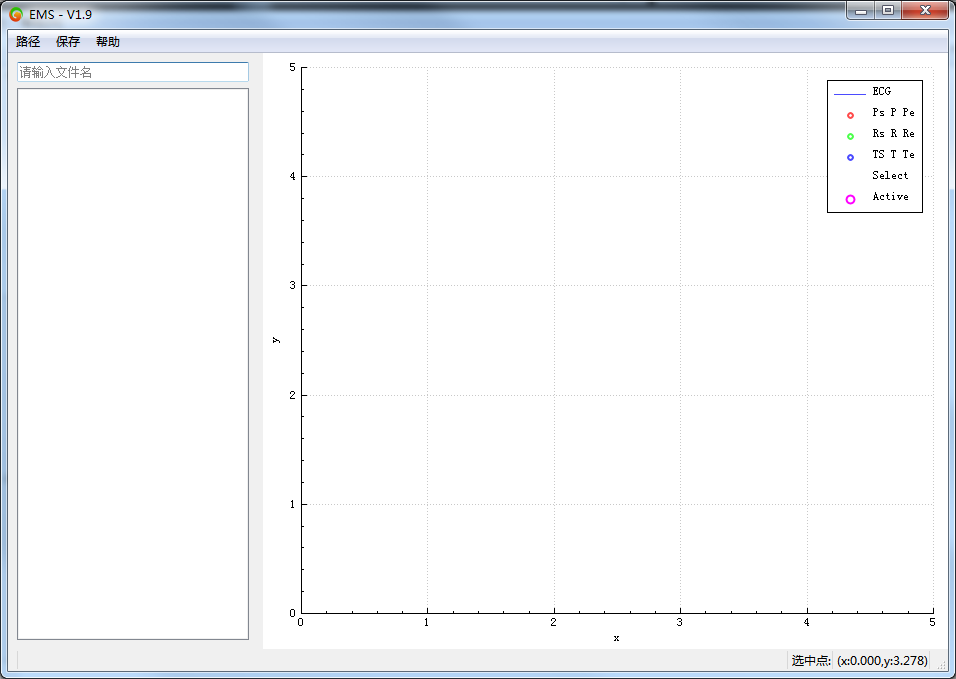 EMS - V1.9
路径 保存 帮助
请输入文件名
5
4
3
2
1
0
y
0 1 2 3 4 5
x
ECG
Ps P Pe
Rs R Re
TS T Te
Select
Active
选中点: (x:0.000,y:3.278)